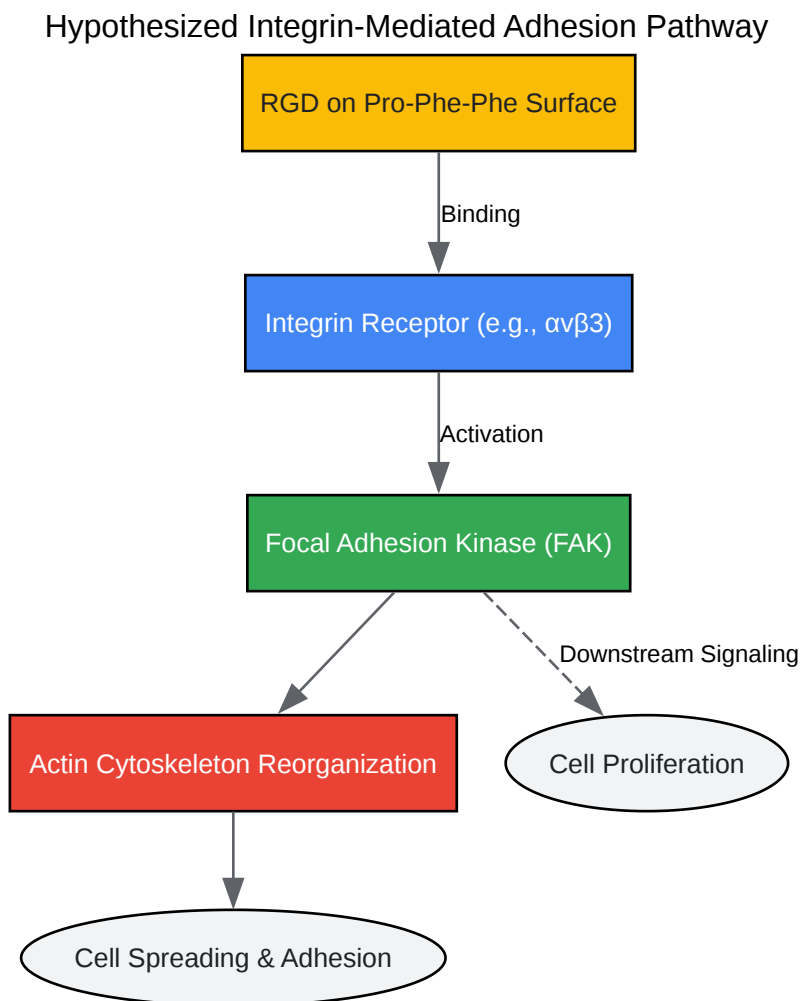 Hypothesized Integrin-Mediated Adhesion Pathway
RGD on Pro-Phe-Phe Surface
Binding
Integrin Receptor (e.g., αvβ3)
Activation
Focal Adhesion Kinase (FAK)
Downstream Signaling
Actin Cytoskeleton Reorganization
Cell Proliferation
Cell Spreading & Adhesion